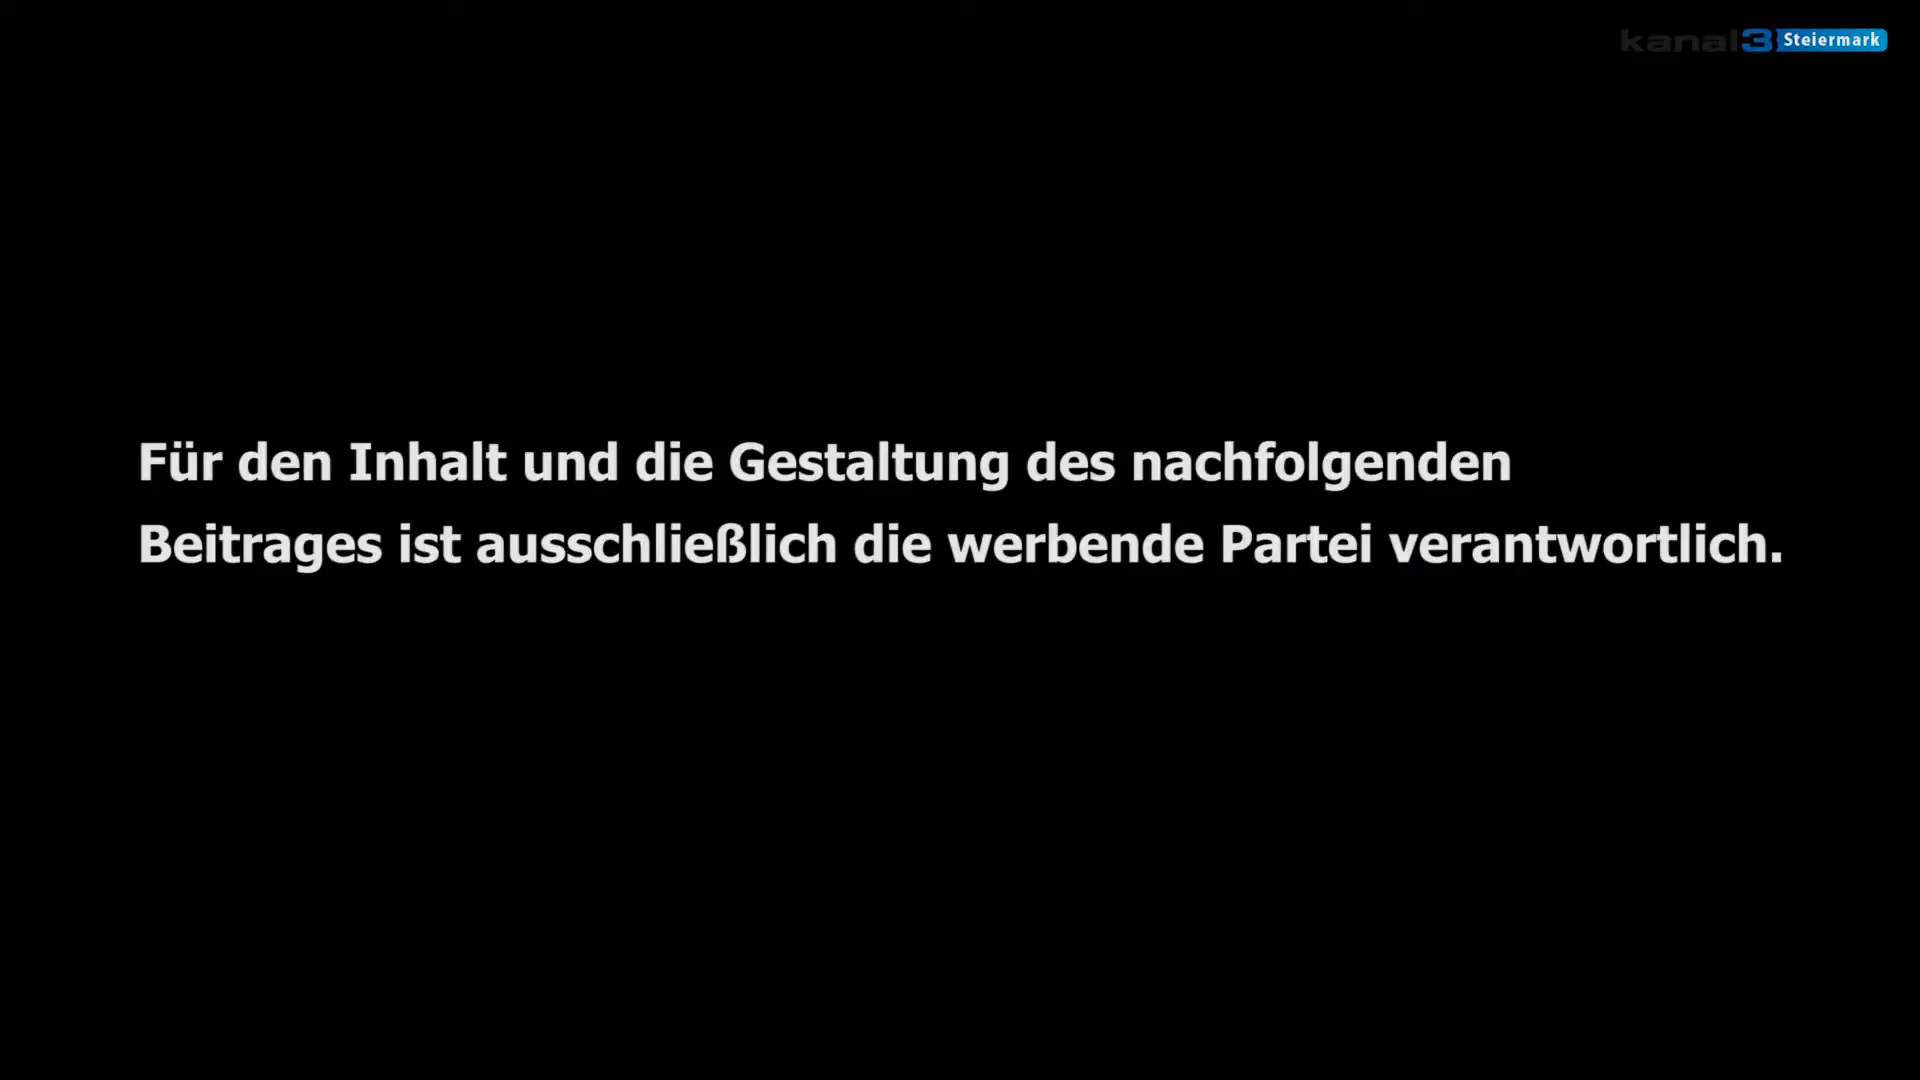 kanal3 Steiermark
Für den Inhalt und die Gestaltung des nachfolgenden
Beitrages ist ausschließlich die werbende Partei verantwortlich.